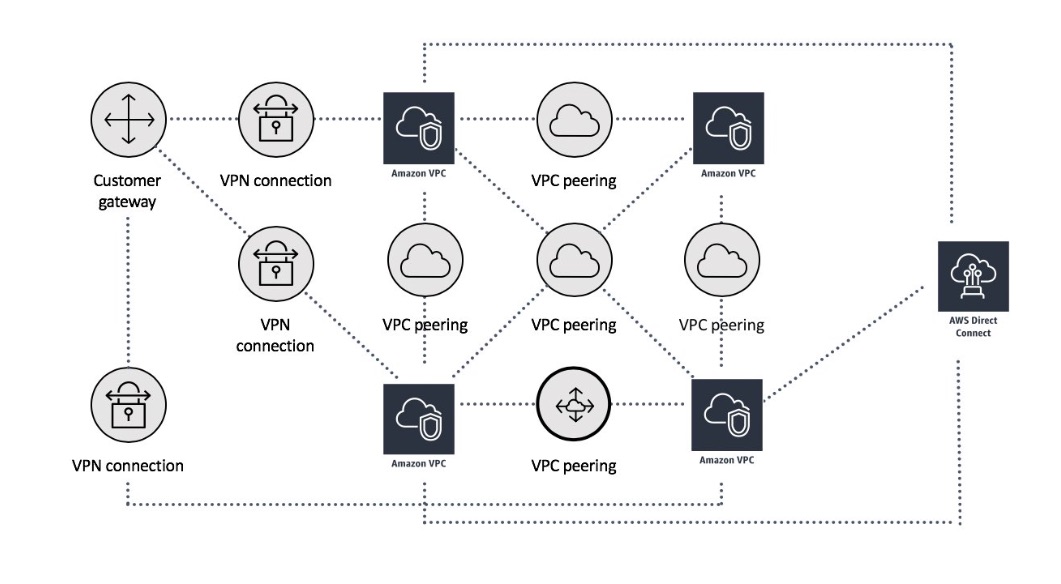 Amazon VPC
Amazon VPC
Customer
gateway
VPN connection
VPC peering
VPN
connection
VPC peering
VPC peering
VPC peering
AWS Direct
Connect
VPN connection
Amazon VPC
VPC peering
Amazon VPC